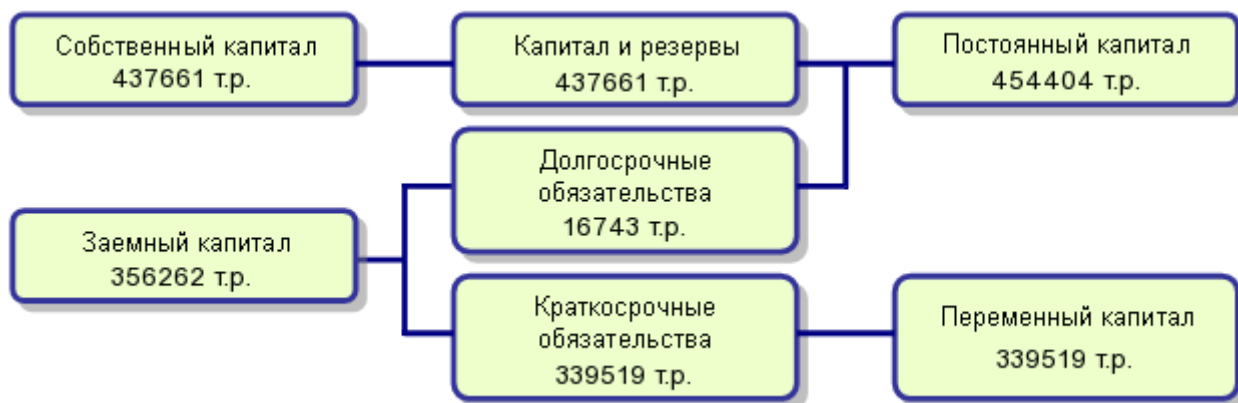 Собственный капитал
437661 т.р.
Капитал и резервы
437661 т.р.
Постоянный капитал
454404 т.р.
Долгосрочные
обязательства
16743 т.р.
Заемный капитал
356262 т.р.
Краткосрочные
обязательства
339519 т.р.
Переменный капитал
339519 т.р.